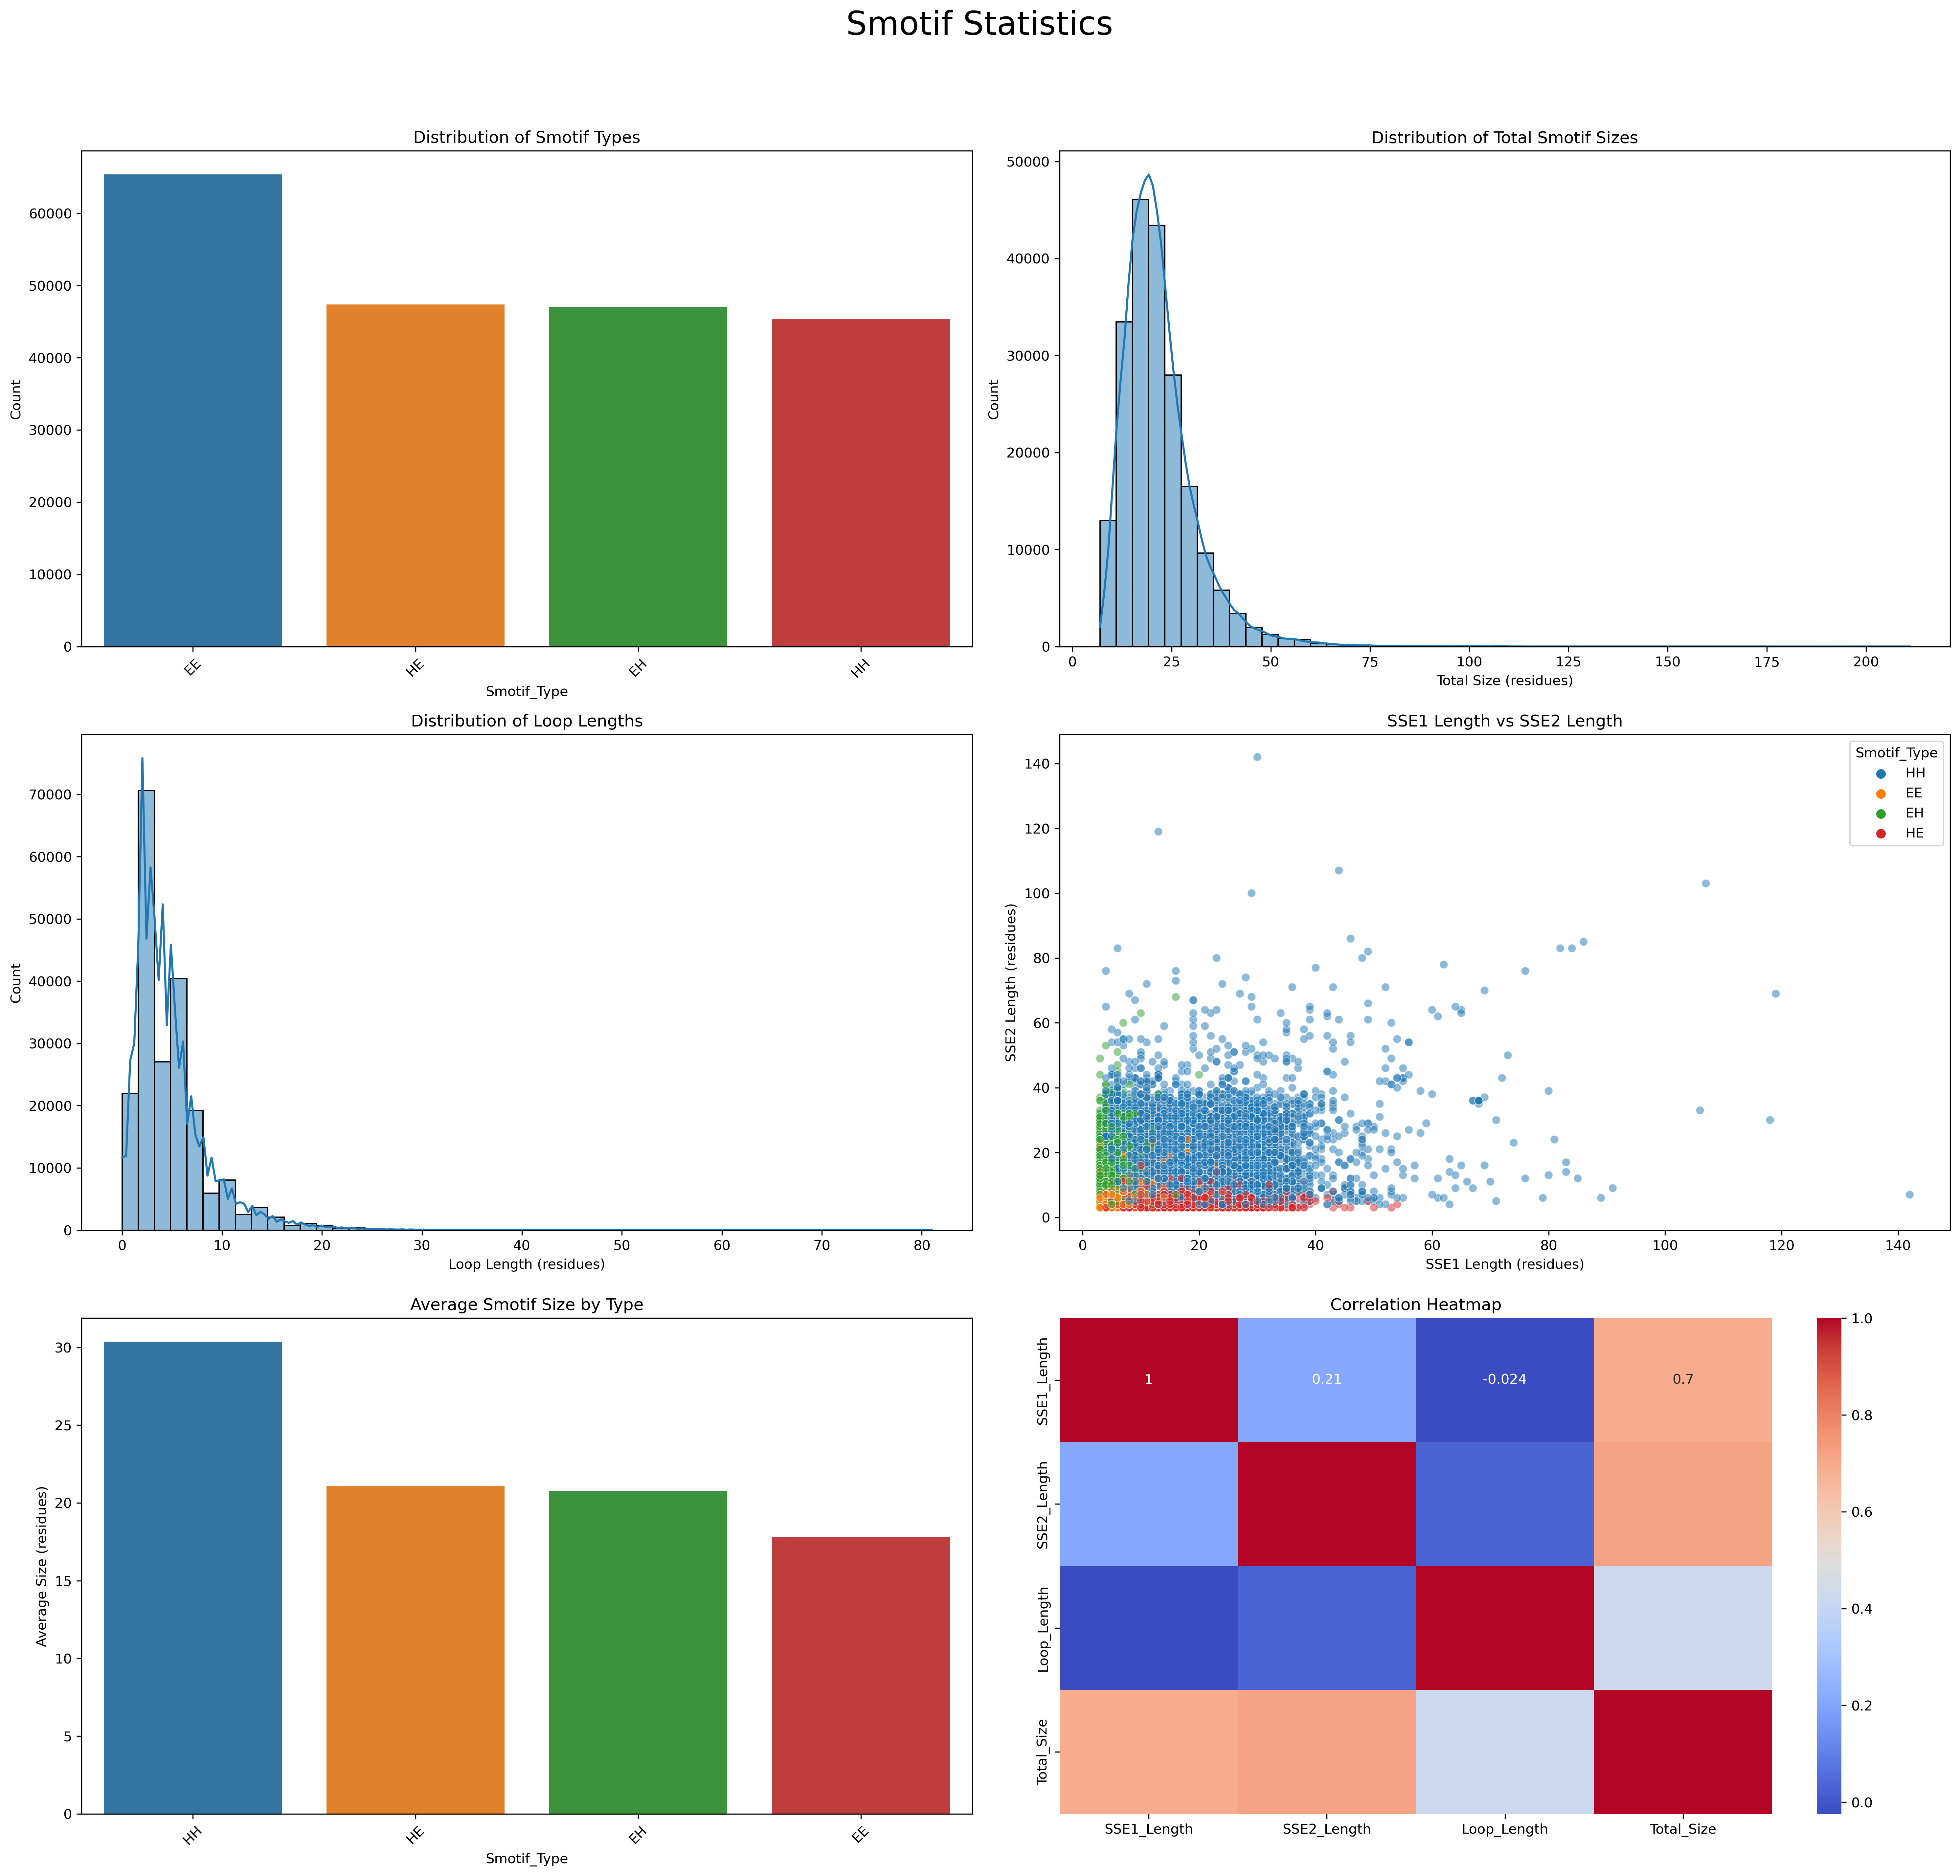 Smotif Statistics
Distribution of Smotif Types
Count
60000
50000
40000
30000
20000
10000
0
EE
HE
EH
HH
Smotif_Type
Distribution of Total Smotif Sizes
Count
50000
40000
30000
20000
10000
0
0 25 50 75 100 125 150 175 200
Total Size (residues)
Distribution of Loop Lengths
Count
70000
60000
50000
40000
30000
20000
10000
0
0 10 20 30 40 50 60 70 80
Loop Length (residues)
SSE1 Length vs SSE2 Length
SSE2 Length (residues)
140
120
100
80
60
40
20
0
Smotif_Type
HH
EE
EH
HE
0 20 40 60 80 100 120 140
SSE1 Length (residues)
Average Smotif Size by Type
Average Size (residues)
30
25
20
15
10
5
0
HH
HE
EH
EE
Smotif_Type
Correlation Heatmap
SSE1_Length
SSE2_Length
Loop_Length
Total_Size
1 0.21 -0.024 0.7
SSE1_Length SSE2_Length Loop_Length Total_Size
1.0
0.8
0.6
0.4
0.2
0.0